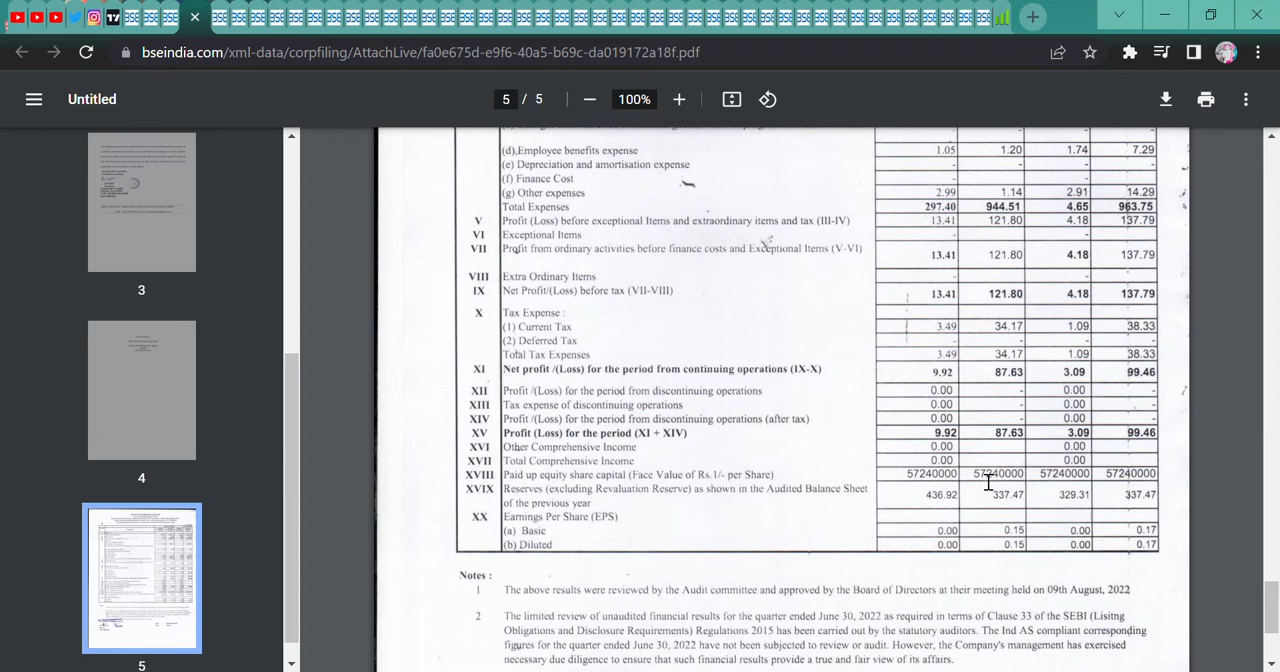 bseindia.com/xml-data/corpfiling/AttachLive/fa0e675d-e9f6-40a5-b69c-da019172a18f.pdf
Untitled
5 / 5
100%
3
4
5
(d) Employee benefits expense 1.05 1.20 1.74 7.29
(e) Depreciation and amortisation expense - - - -
(f) Finance Cost - - - -
(g) Other expenses 2.99 1.14 2.91 14.29
Total Expenses 297.40 944.51 4.65 963.75
V Profit (Loss) before exceptional Items and extraordinary items and tax (III-IV) 13.41 121.80 4.18 137.79
VI Exceptional Items - - - -
VII Profit from ordinary activities before finance costs and Exceptional Items (V-VI) 13.41 121.80 4.18 137.79
VIII Extra Ordinary Items - - - -
IX Net Profit/(Loss) before tax (VII-VIII) 13.41 121.80 4.18 137.79
X Tax Expense :
(1) Current Tax 3.49 34.17 1.09 38.33
(2) Deferred Tax - - - -
Total Tax Expenses 3.49 34.17 1.09 38.33
XI Net profit /(Loss) for the period from continuing operations (IX-X) 9.92 87.63 3.09 99.46
XII Profit /(Loss) for the period from discontinuing operations 0.00 - 0.00 -
XIII Tax expense of discontinuing operations 0.00 - 0.00 -
XIV Profit /(Loss) for the period from discontinuing operations (after tax) 0.00 - 0.00 -
XV Profit (Loss) for the period (XI + XIV) 9.92 87.63 3.09 99.46
XVI Other Comprehensive Income 0.00 0.00
XVII Total Comprehensive Income 0.00 0.00
XVIII Paid up equity share capital (Face Value of Rs.1/- per Share) 57240000 57240000 57240000 57240000
XVIX Reserves (excluding Revaluation Reserve) as shown in the Audited Balance Sheet 436.92 337.47 329.31 337.47
of the previous year
XX Earnings Per Share (EPS)
(a) Basic 0.00 0.15 0.00 0.17
(b) Diluted 0.00 0.15 0.00 0.17
Notes :
1 The above results were reviewed by the Audit committee and approved by the Board of Directors at their meeting held on 09th August, 2022
2 The limited review of unaudited financial results for the quarter ended June 30, 2022 as required in terms of Clause 33 of the SEBI (Lisitng
Obligations and Disclosure Requirements) Regulations 2015 has been carried out by the statutory auditors. The Ind AS compliant corresponding
figures for the quarter ended June 30, 2022 have not been subjected to review or audit. However, the Company's management has exercised
necessary due diligence to ensure that such financial results provide a true and fair view of its affairs.